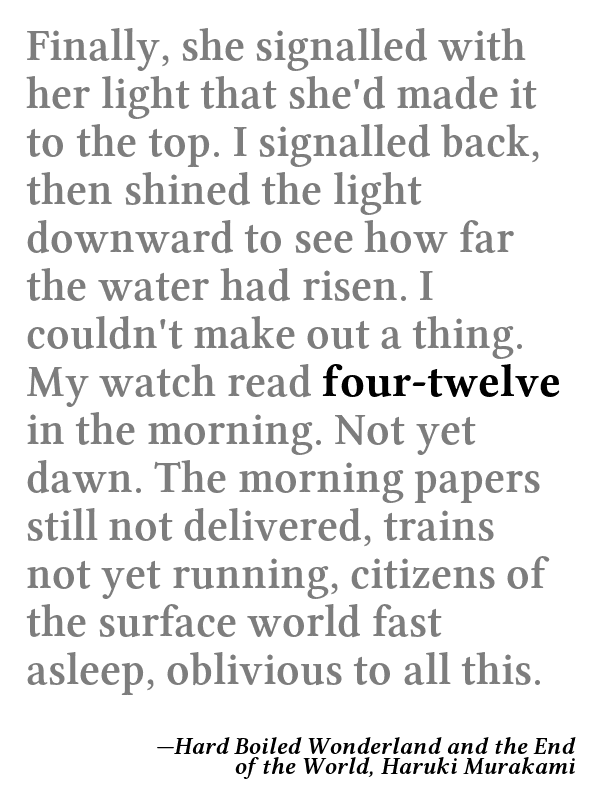 Finally, she signalled with
her light that she'd made it
to the top. I signalled back,
then shined the light
downward to see how far
the water had risen. I
couldn't make out a thing.
My watch read four-twelve
in the morning. Not yet
dawn. The morning papers
still not delivered, trains
not yet running, citizens of
the surface world fast
asleep, oblivious to all this.
—Hard Boiled Wonderland and the End
of the World, Haruki Murakami